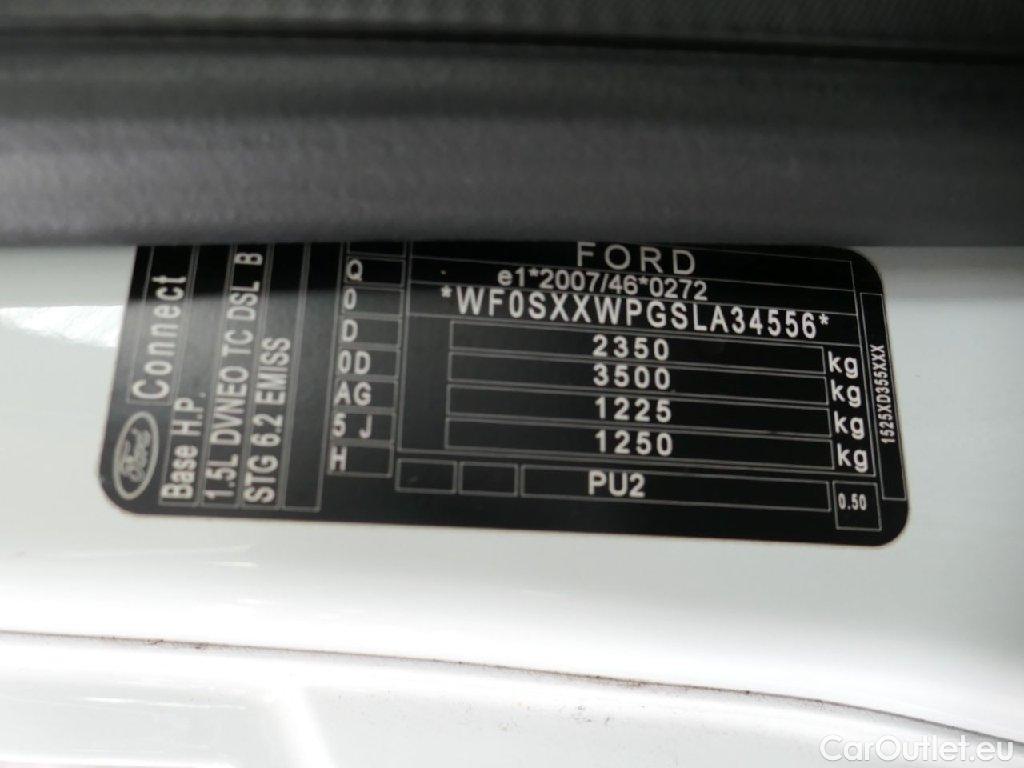 FORD
e1*2007/46*0272
*WF0SXXWPGSLA34556*
2350 kg
3500 kg
1225 kg
1250 kg
PU2
0.50
1525XD355XXX
Q
0
D
0D
AG
5 J
H
Ford
Connect
Base H.P.
1.5L DVNEO TC DSL B
STG 6.2 EMISS
CarOutlet.eu